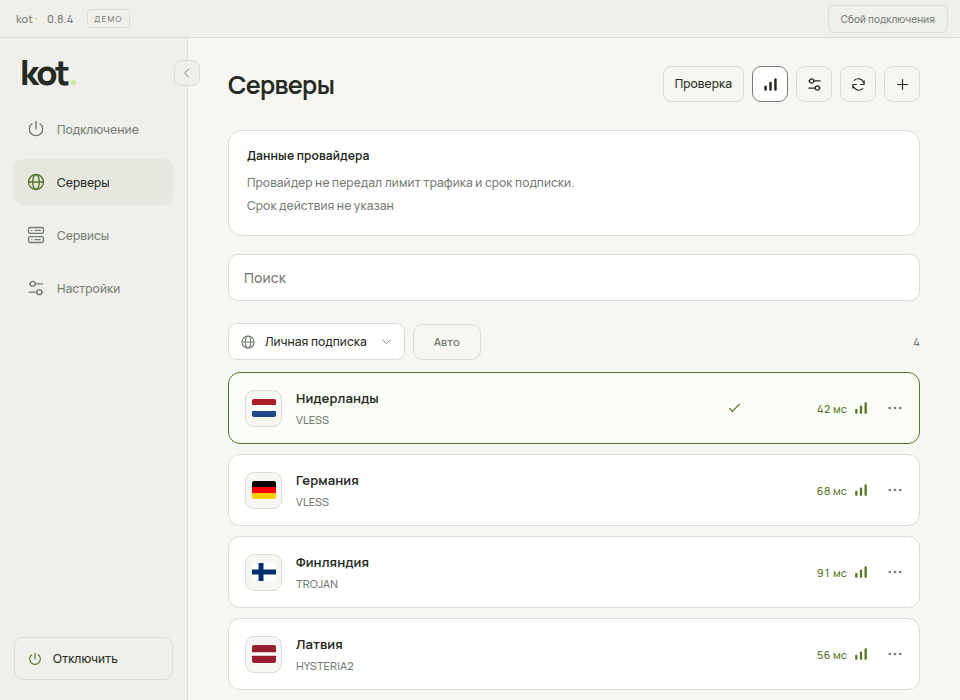 kot · 0.8.4 ДЕМО
Сбой подключения
kot.
Подключение
Серверы
Сервисы
Настройки
Отключить
Серверы
Проверка
Данные провайдера
Провайдер не передал лимит трафика и срок подписки.
Срок действия не указан
Поиск
Личная подписка
Авто
4
Нидерланды
VLESS
42 мс
Германия
VLESS
68 мс
Финляндия
TROJAN
91 мс
Латвия
HYSTERIA2
56 мс